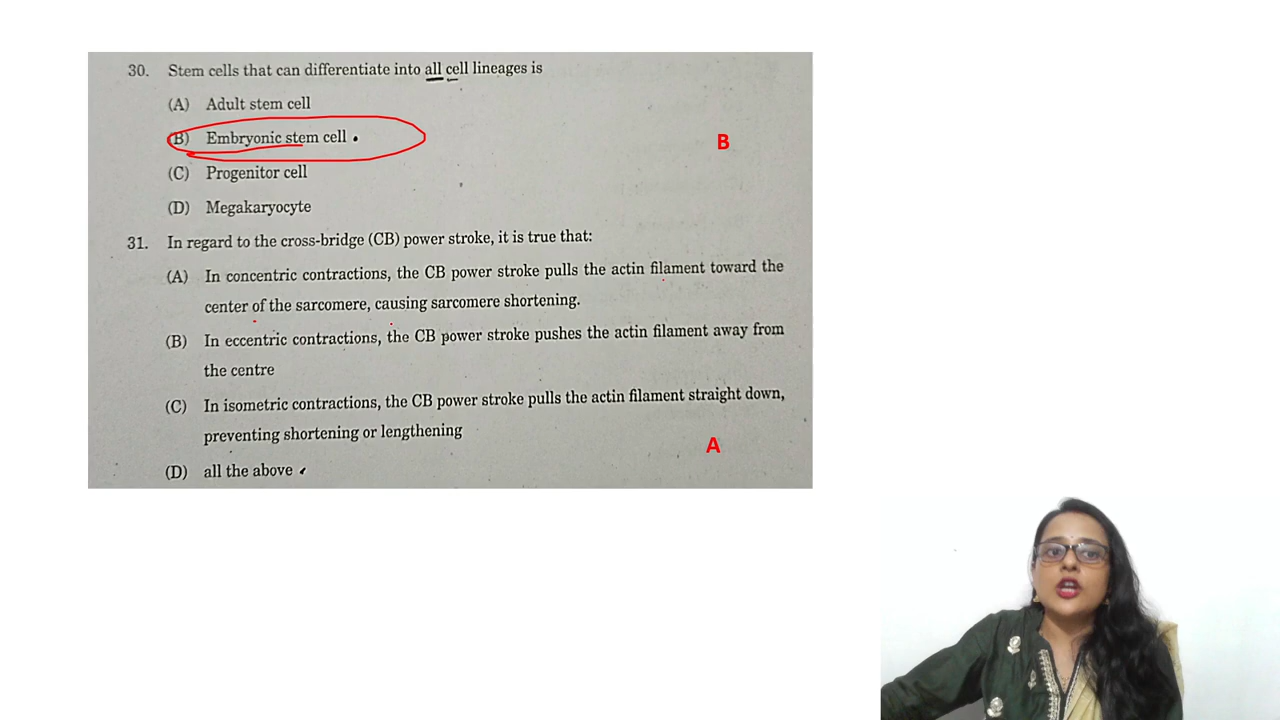 30. Stem cells that can differentiate into all cell lineages is
(A) Adult stem cell
(B) Embryonic stem cell
B
(C) Progenitor cell
(D) Megakaryocyte
31. In regard to the cross-bridge (CB) power stroke, it is true that:
(A) In concentric contractions, the CB power stroke pulls the actin filament toward the
center of the sarcomere, causing sarcomere shortening.
(B) In eccentric contractions, the CB power stroke pushes the actin filament away from
the centre
(C) In isometric contractions, the CB power stroke pulls the actin filament straight down,
preventing shortening or lengthening
A
(D) all the above